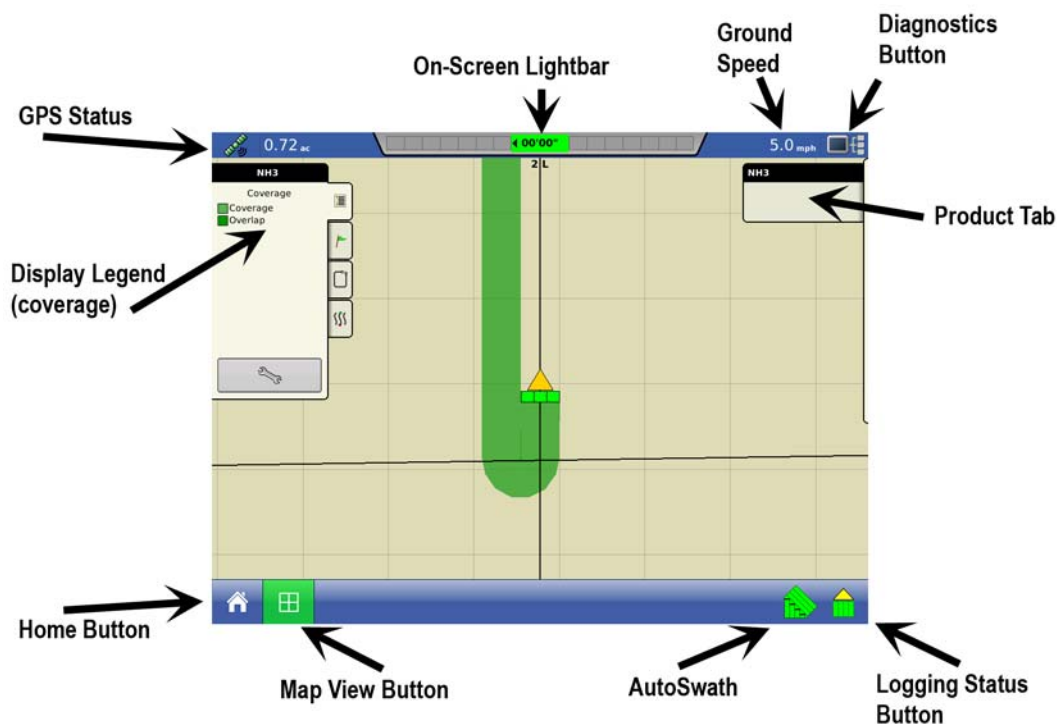 Ground
Speed
Diagnostics
Button
On-Screen Lightbar
GPS Status
0.72 ac
00'00"
5.0 mph
2 L
NH3
Coverage
Coverage
Overlap
NH3
Product Tab
Display Legend
(coverage)
Home Button
Map View Button
AutoSwath
Logging Status
Button